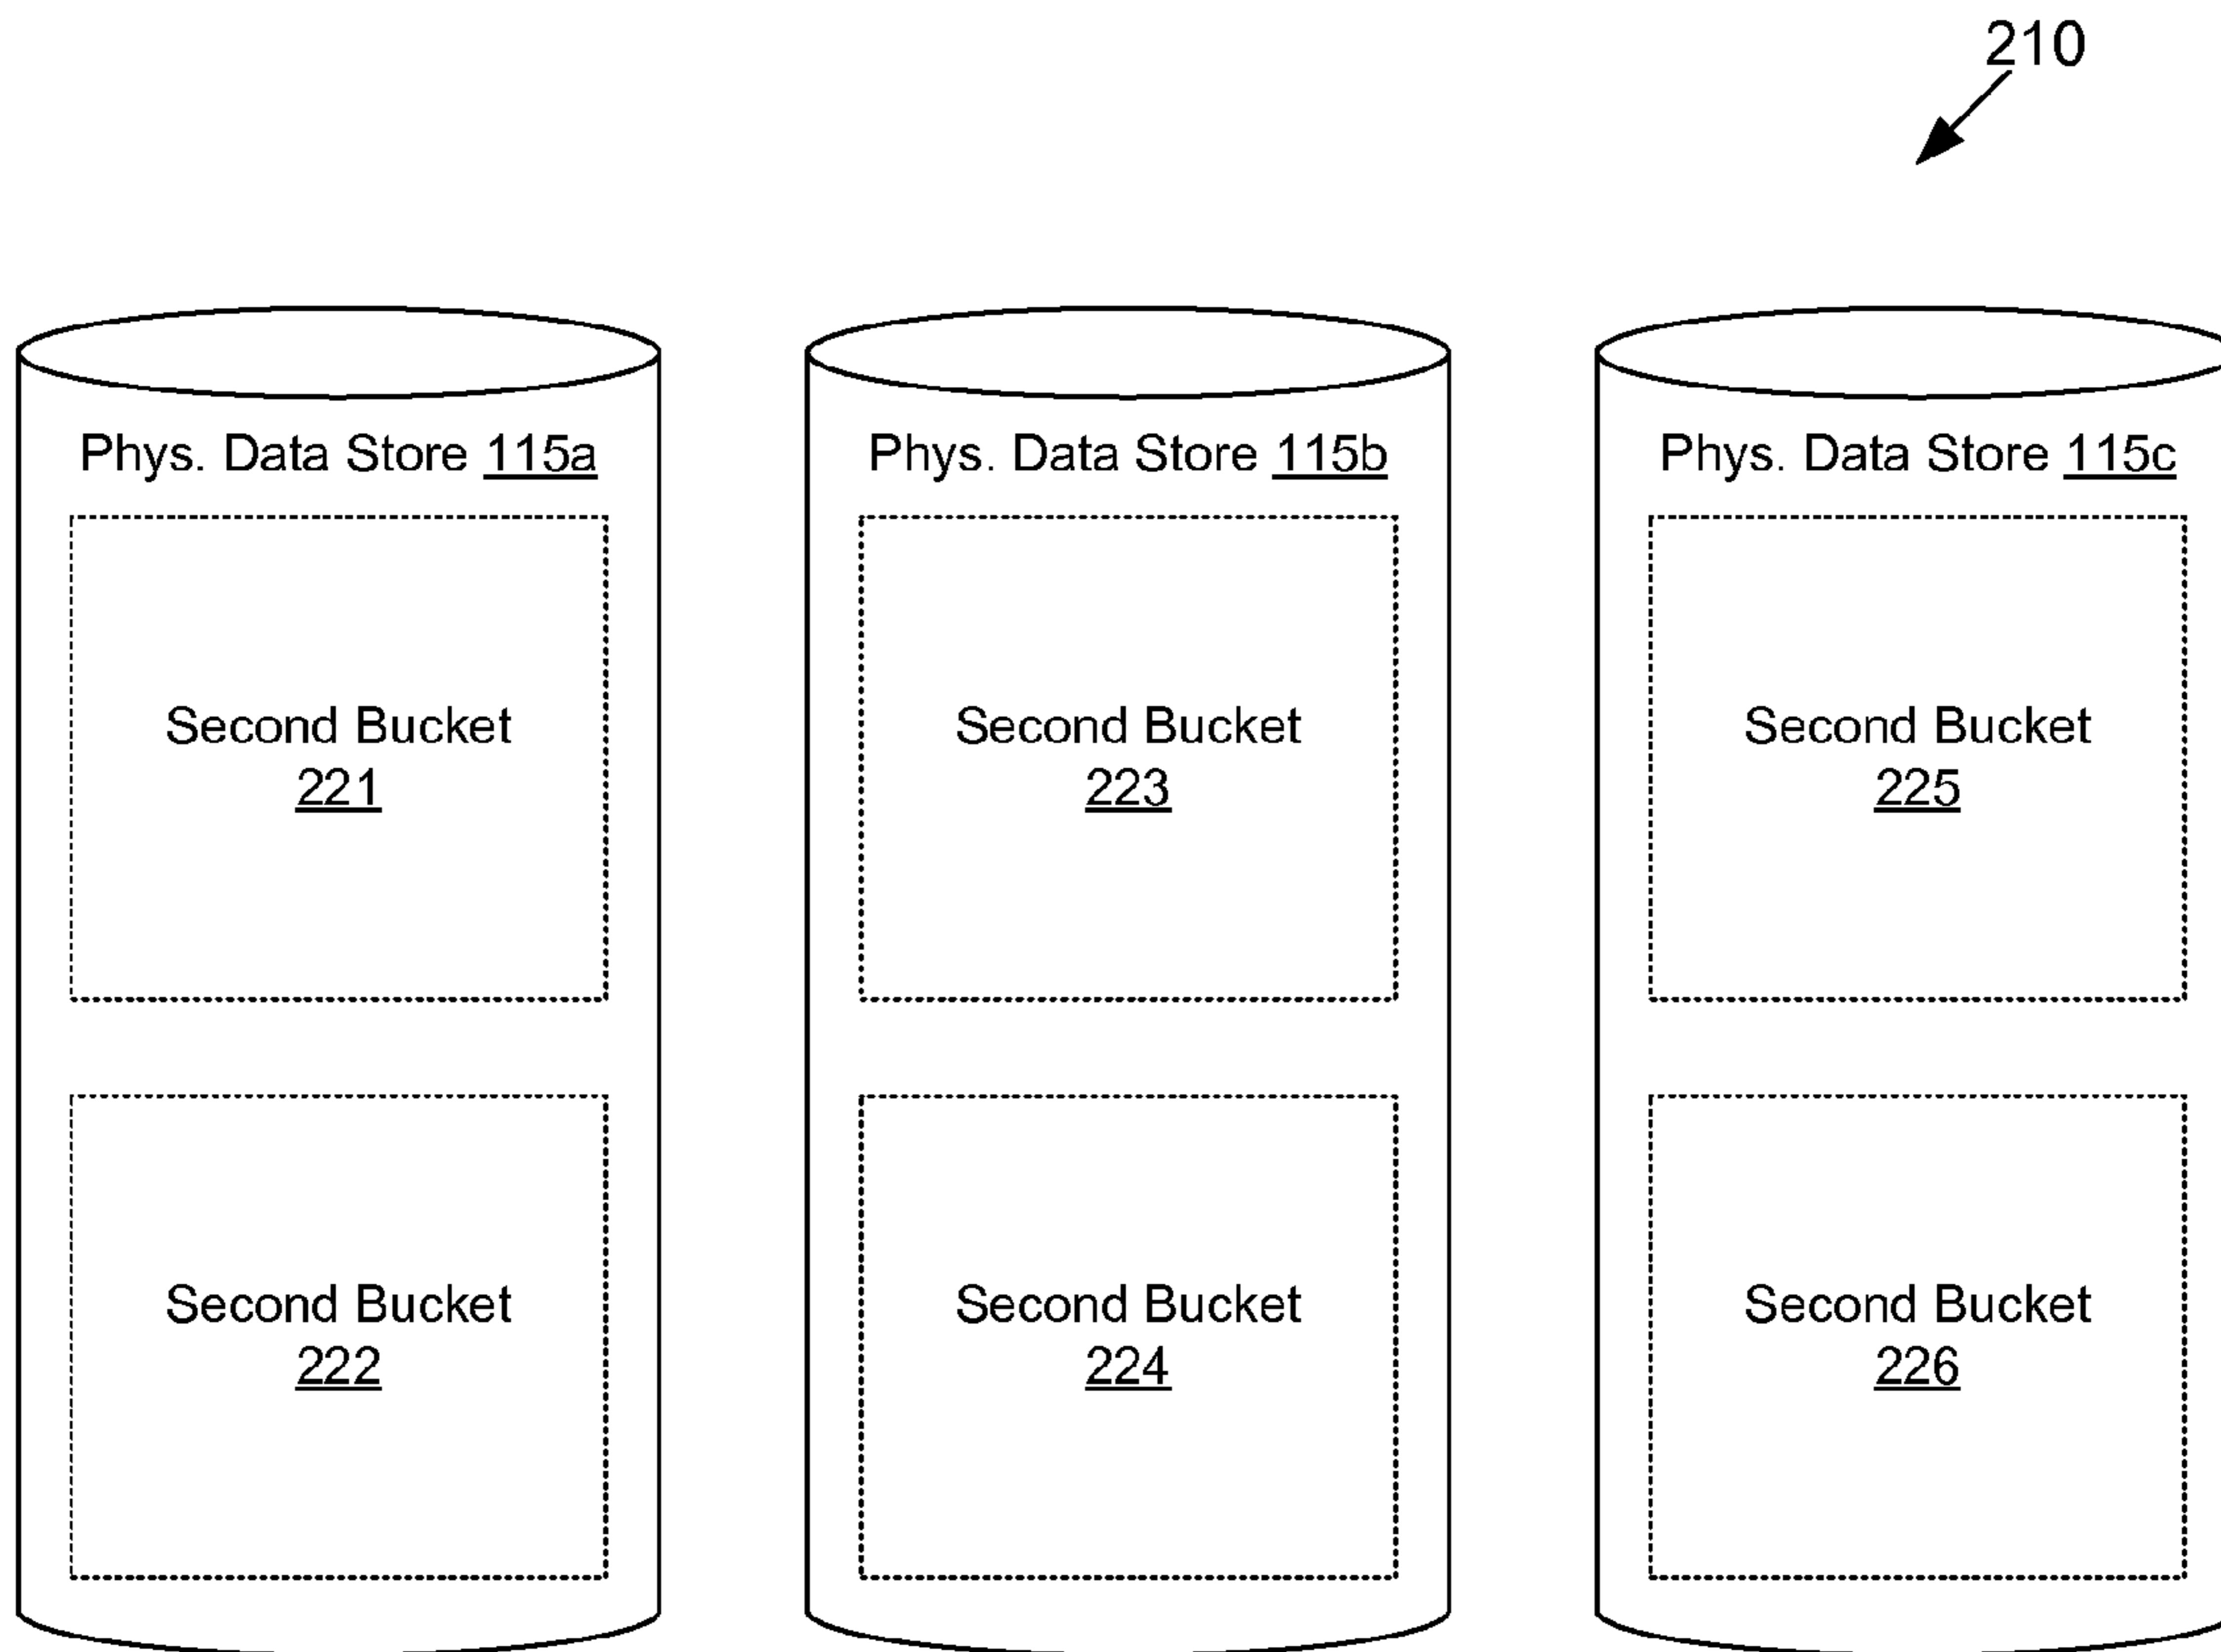 210
Phys. Data Store 115a
Second Bucket
221
Second Bucket
222
Phys. Data Store 115b
Second Bucket
223
Second Bucket
224
Phys. Data Store 115c
Second Bucket
225
Second Bucket
226